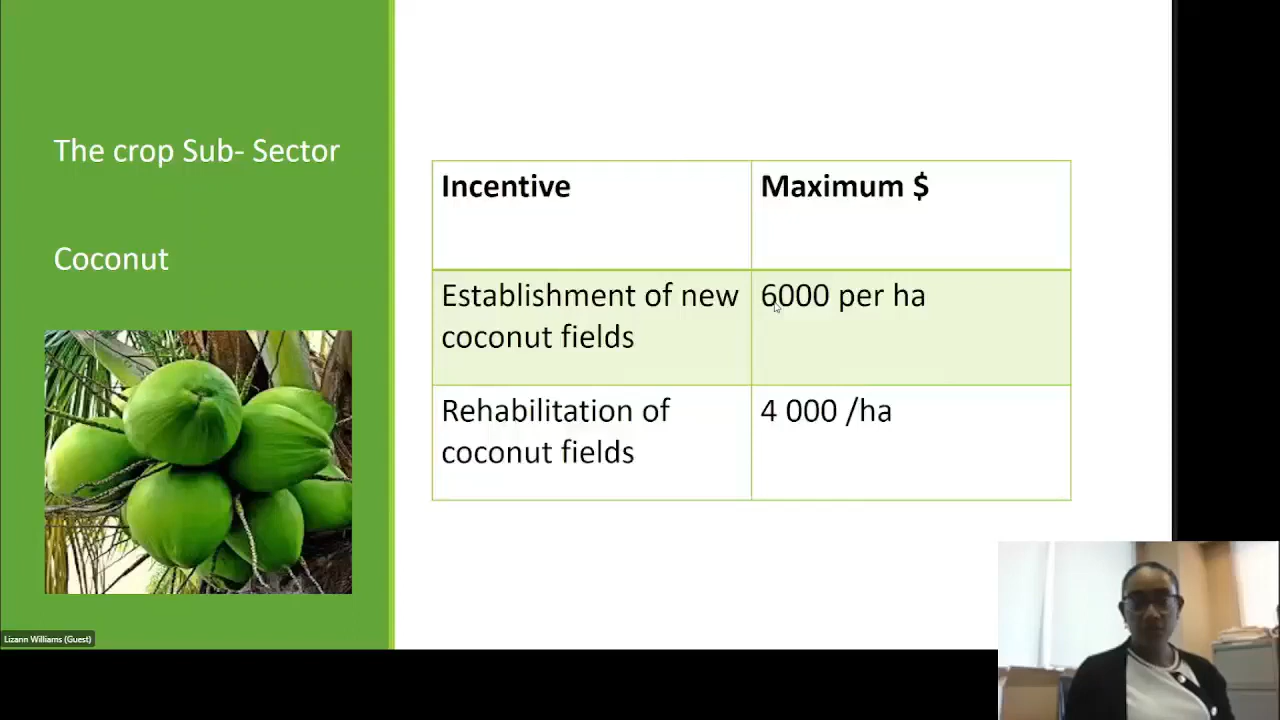 The crop Sub- Sector
Coconut
Incentive
Maximum $
Establishment of new
coconut fields
6000 per ha
Rehabilitation of
coconut fields
4 000 /ha
Lizann Williams (Guest)